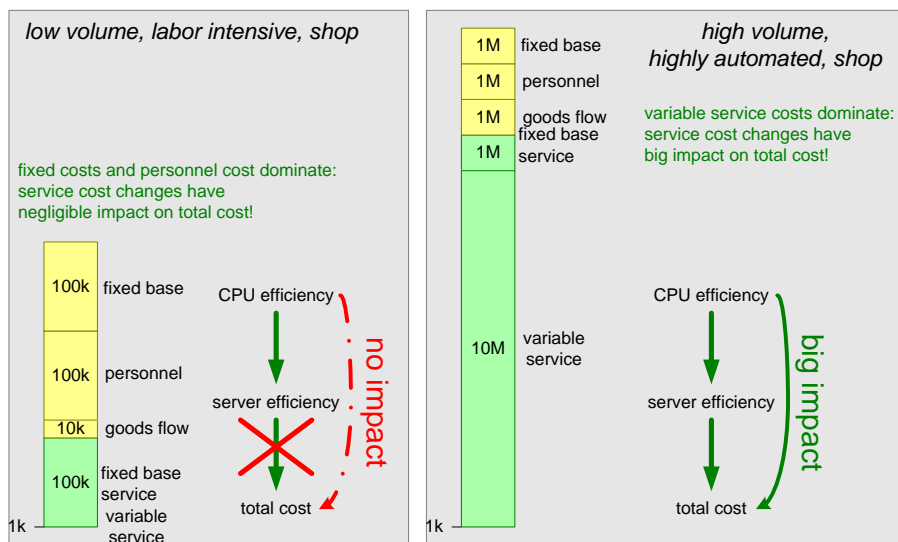 low volume, labor intensive, shop
fixed costs and personnel cost dominate:
service cost changes have
negligible impact on total cost!
100k
fixed base
100k
personnel
10k
goods flow
100k
fixed base
service
variable
service
1k
CPU efficiency
server efficiency
total cost
no impact
high volume,
highly automated, shop
1M
fixed base
1M
personnel
1M
goods flow
1M
fixed base
service
variable service costs dominate:
service cost changes have
big impact on total cost!
10M
variable
service
1k
CPU efficiency
server efficiency
total cost
big impact